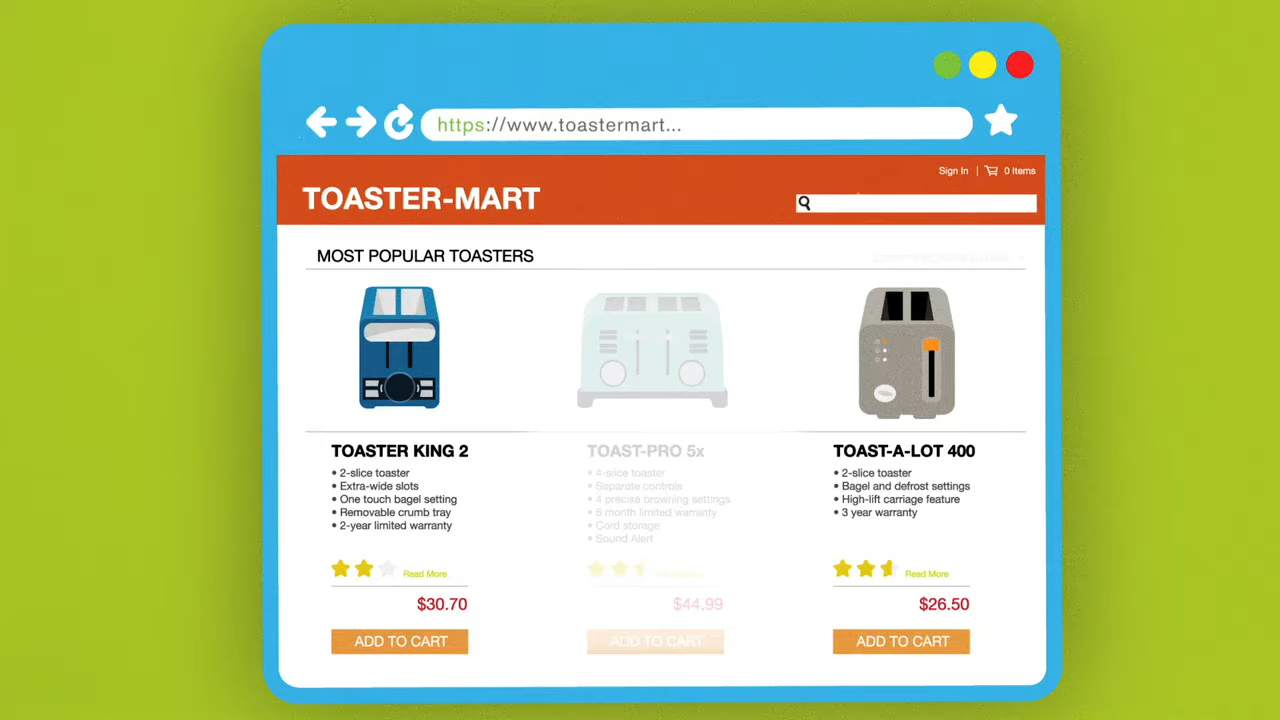 https://www.toastermart...
Sign In | 0 Items
TOASTER-MART
MOST POPULAR TOASTERS
TOASTER KING 2
• 2-slice toaster
• Extra-wide slots
• One touch bagel setting
• Removable crumb tray
• 2-year limited warranty
Read More
$30.70
ADD TO CART
TOAST-PRO 5x
• 4-slice toaster
• Separate controls
• 4 precise browning settings
• 6 month limited warranty
• Cord storage
• Sound Alert
$44.99
ADD TO CART
TOAST-A-LOT 400
• 2-slice toaster
• Bagel and defrost settings
• High-lift carriage feature
• 3 year warranty
Read More
$26.50
ADD TO CART